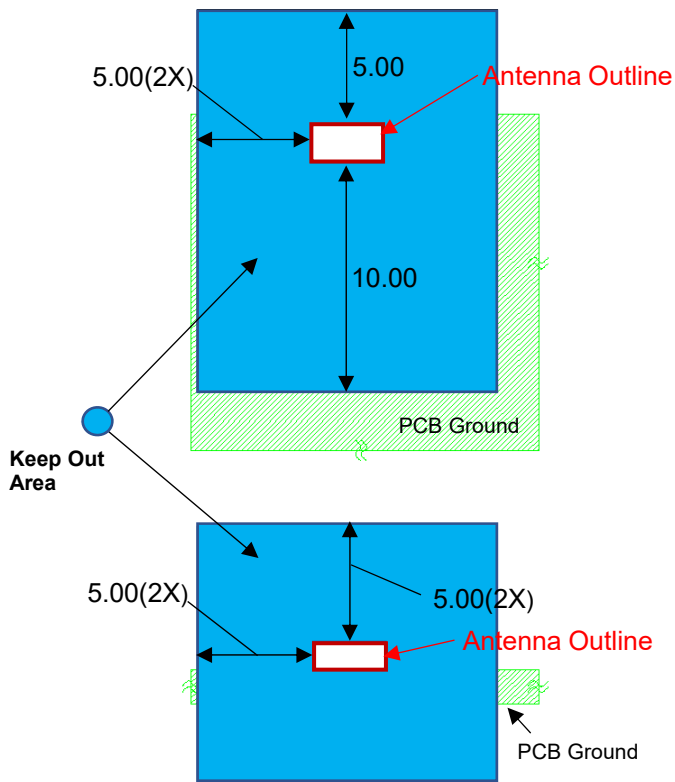 5.00(2X)
5.00
Antenna Outline
10.00
PCB Ground
Keep Out
Area
5.00(2X)
5.00(2X)
Antenna Outline
PCB Ground